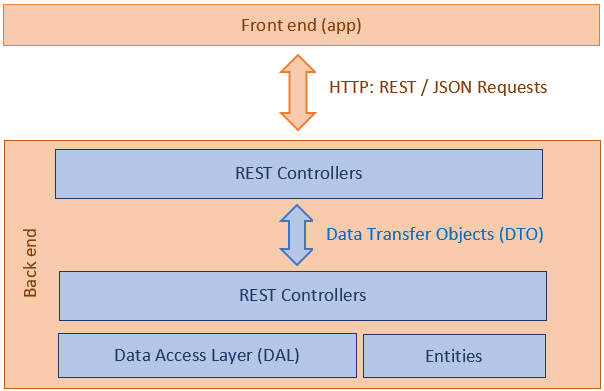 Front end (app)
HTTP: REST / JSON Requests
Back end
REST Controllers
Data Transfer Objects (DTO)
REST Controllers
Data Access Layer (DAL)
Entities